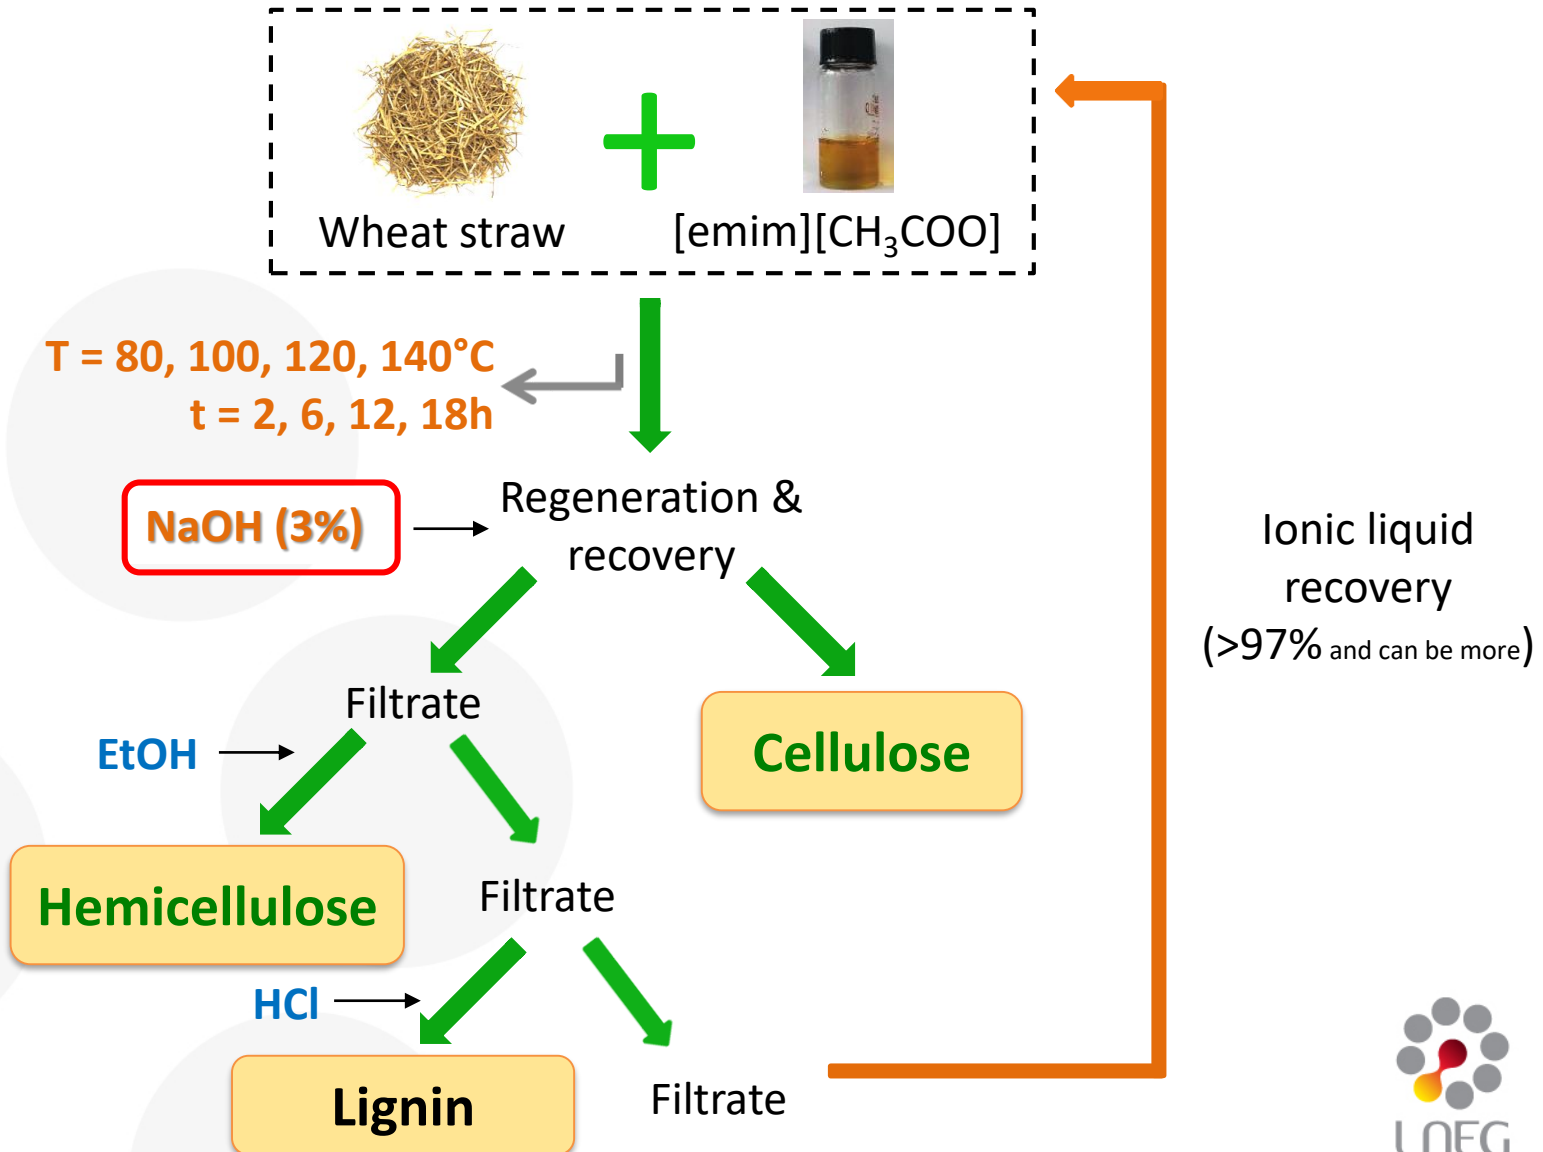 Wheat straw
[emim][CH₃COO]
T = 80, 100, 120, 140°C
t = 2, 6, 12, 18h
NaOH (3%)
Regeneration &
recovery
Ionic liquid
recovery
(>97% and can be more)
Filtrate
EtOH
Cellulose
Hemicellulose
Filtrate
HCl
Lignin
Filtrate
LNEG